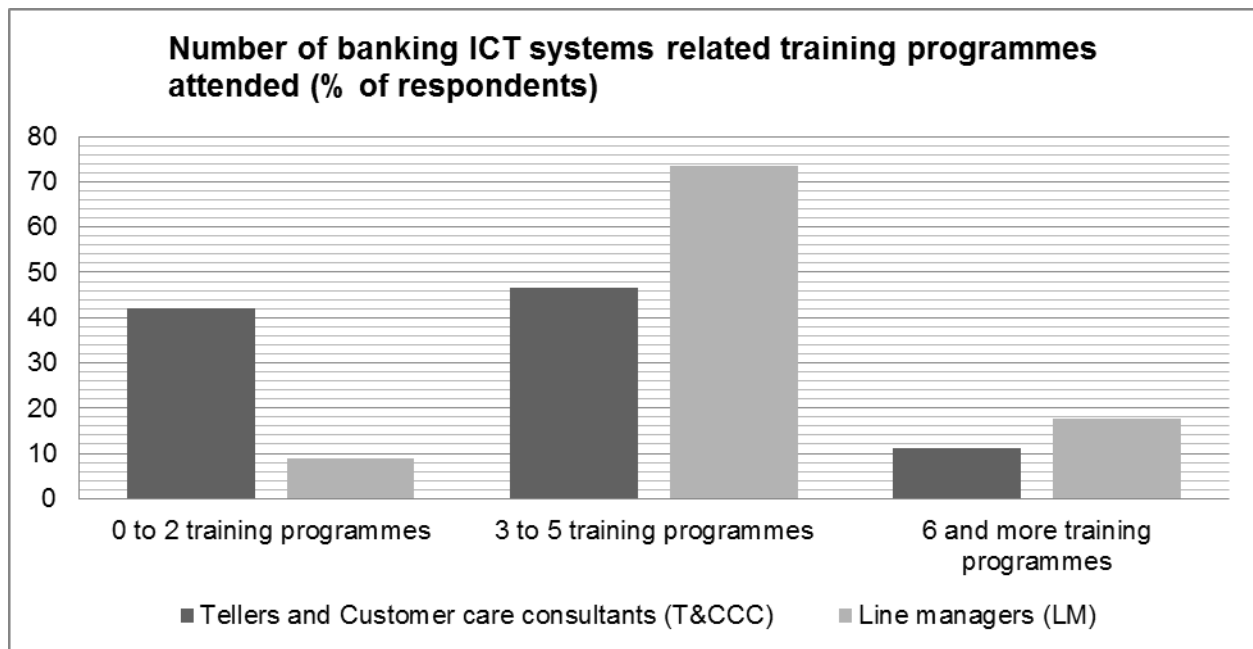 Number of banking ICT systems related training programmes
attended (% of respondents)
80
70
60
50
40
30
20
10
0
0 to 2 training programmes
3 to 5 training programmes
6 and more training
programmes
Tellers and Customer care consultants (T&CCC)
Line managers (LM)